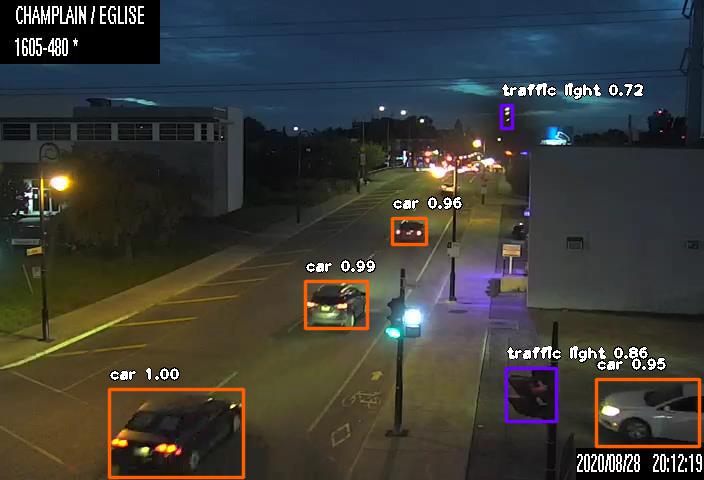 CHAMPLAIN / EGLISE
1605-480 *
traffic light 0.72
car 0.96
car 0.99
traffic light 0.86
car 0.95
car 1.00
2020/08/28 20:12:19